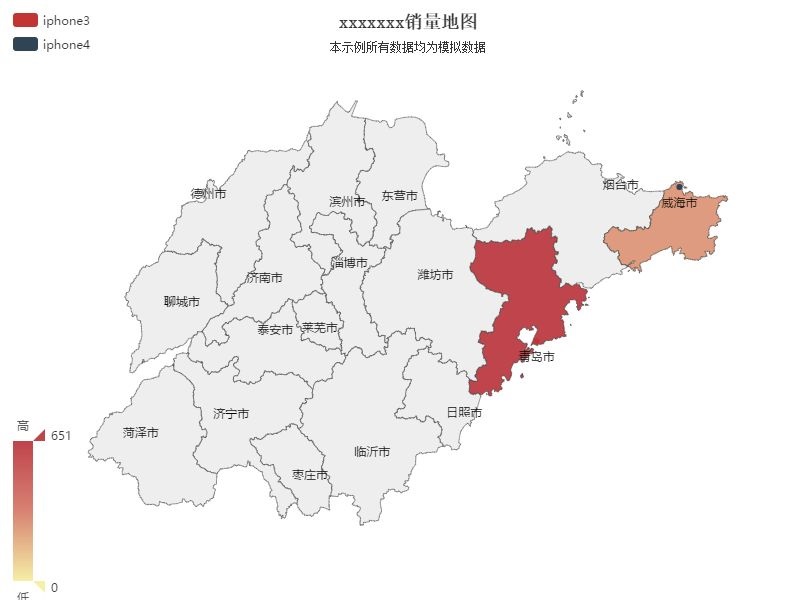 iphone3
iphone4
xxxxxxx销量地图
本示例所有数据均为模拟数据
烟台市
德州市
东营市
滨州市
威海市
淄博市
潍坊市
济南市
聊城市
泰安市
莱芜市
青岛市
济宁市
日照市
菏泽市
临沂市
枣庄市
高
651
0
低